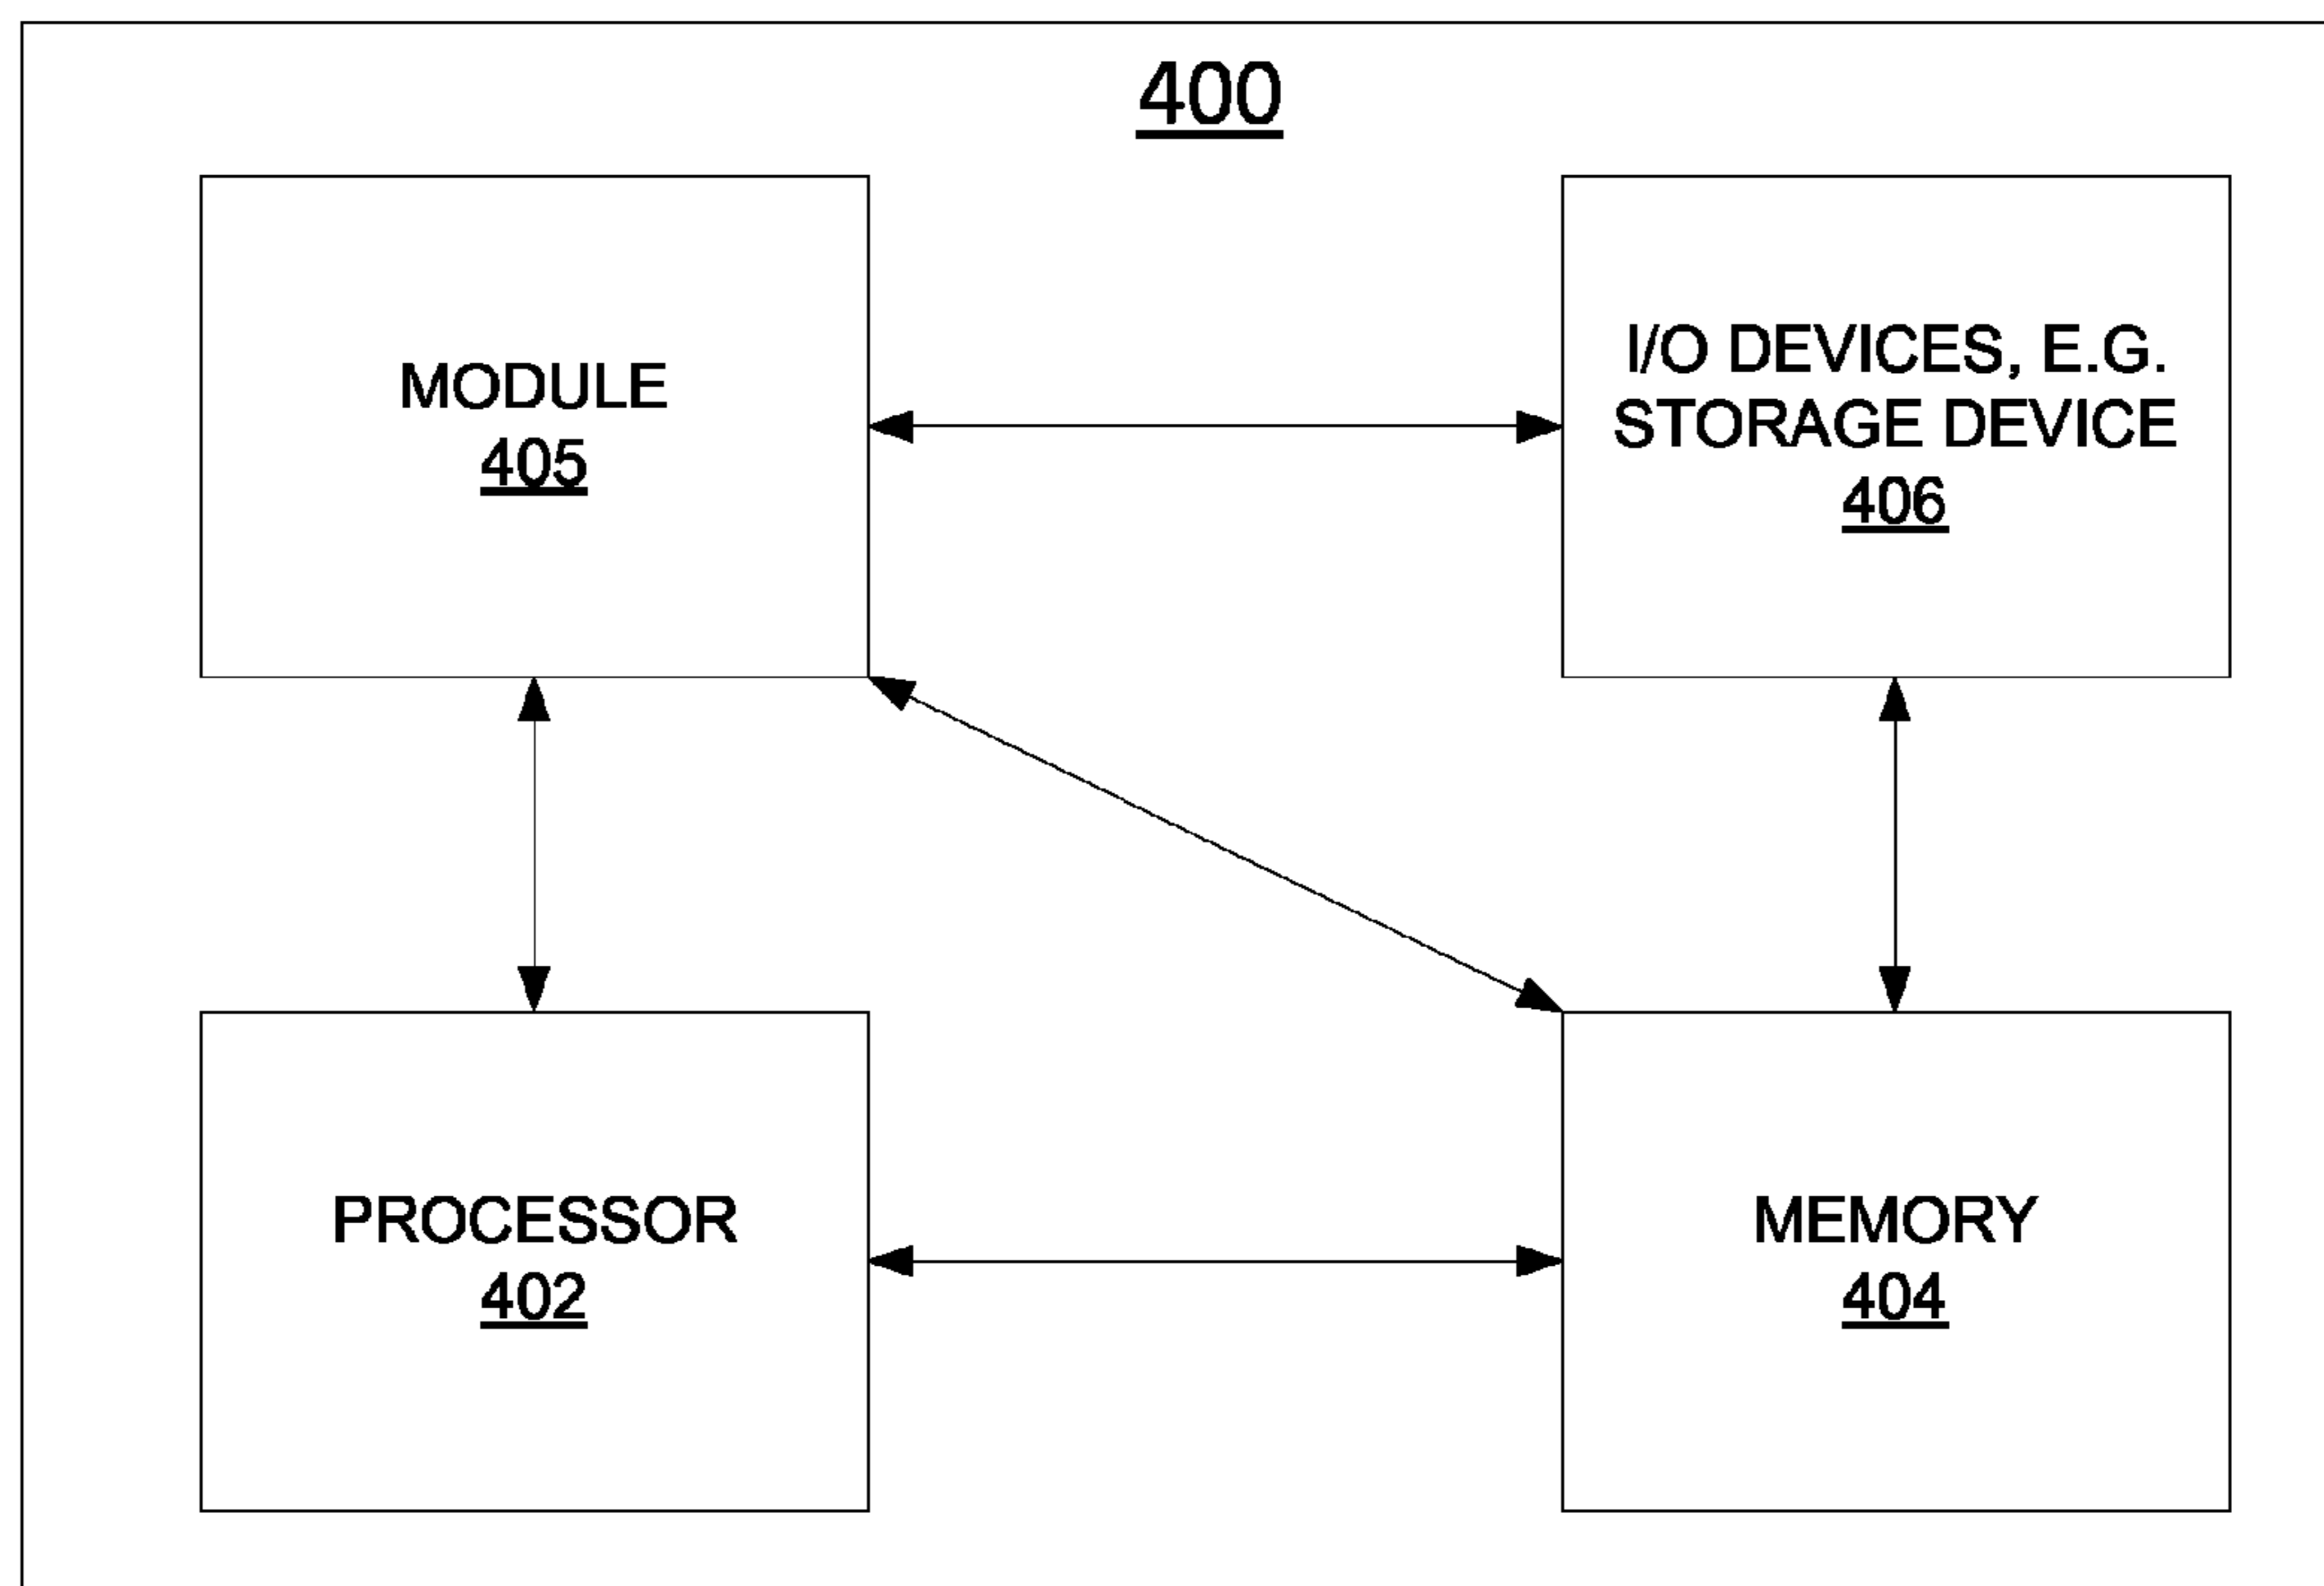 400
MODULE
405
I/O DEVICES, E.G.
STORAGE DEVICE
406
PROCESSOR
402
MEMORY
404